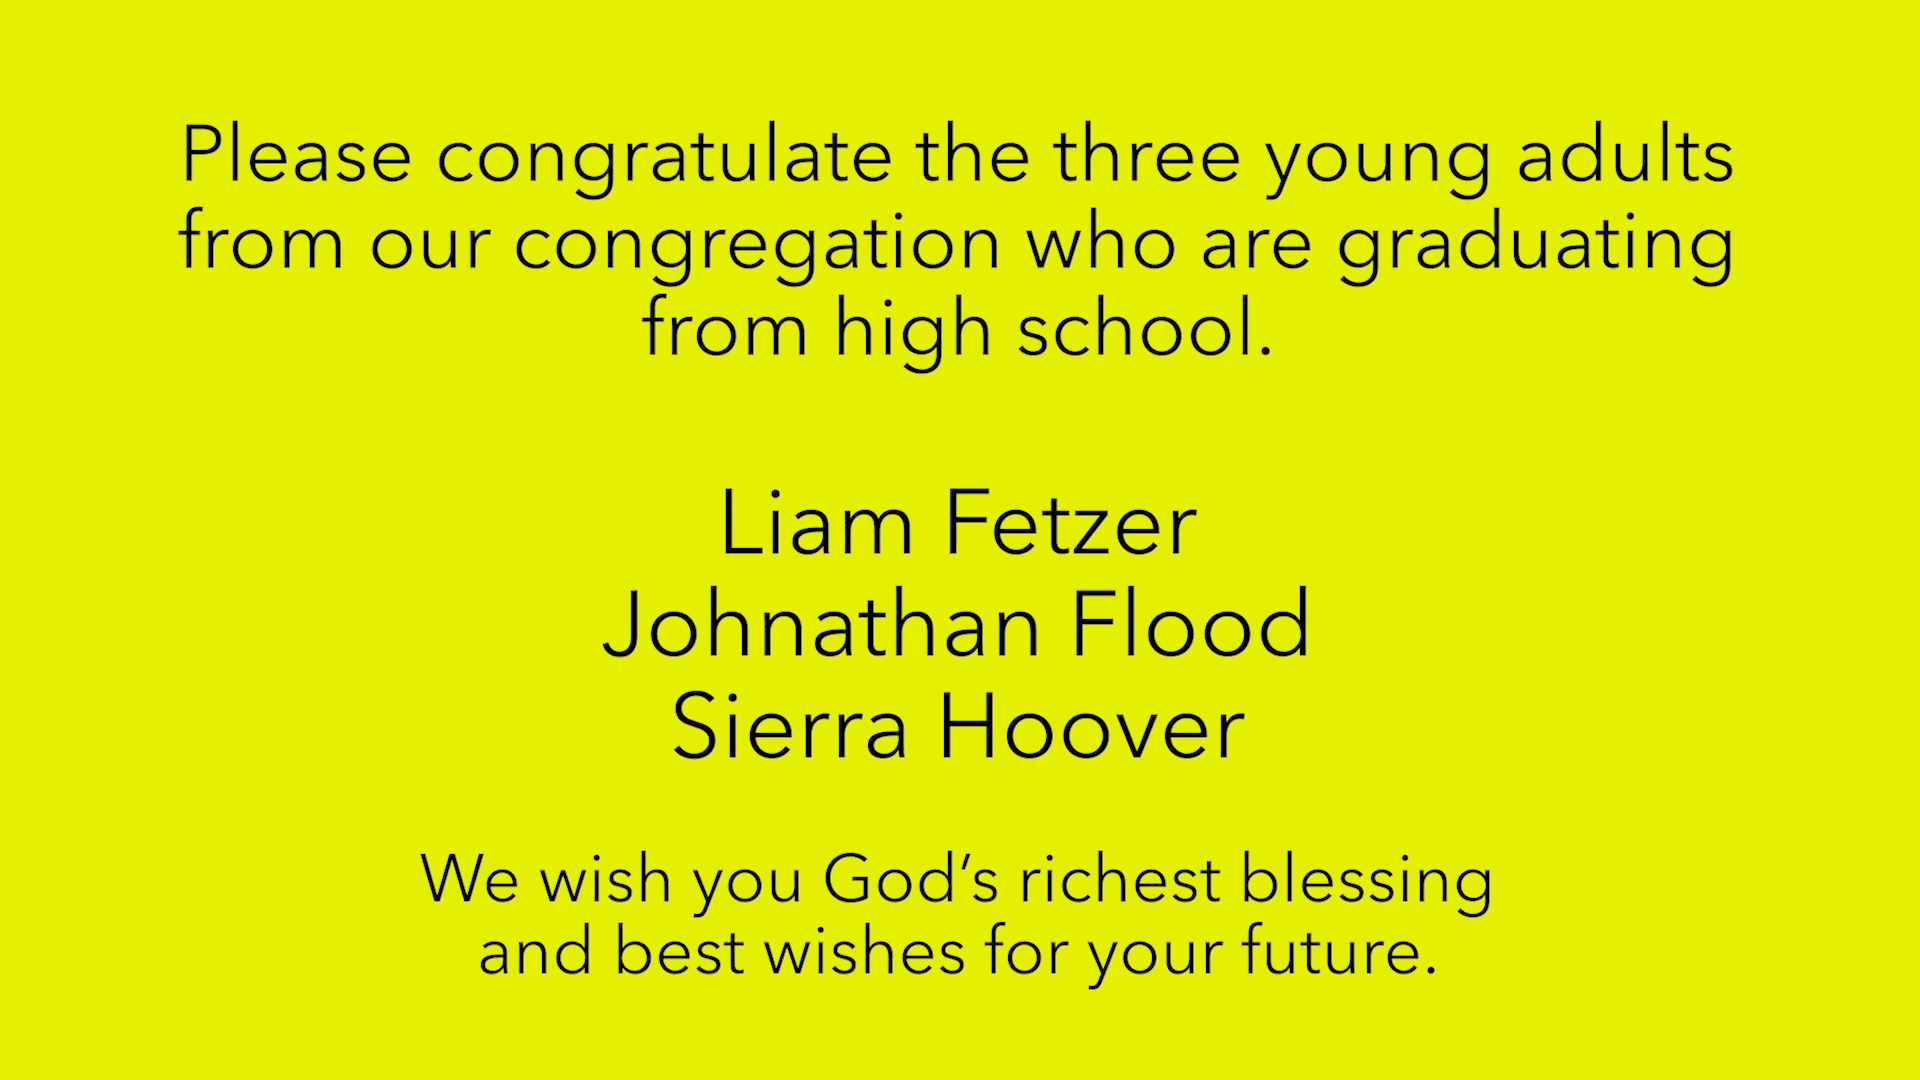 Please congratulate the three young adults
from our congregation who are graduating
from high school.
Liam Fetzer
Johnathan Flood
Sierra Hoover
We wish you God’s richest blessing
and best wishes for your future.